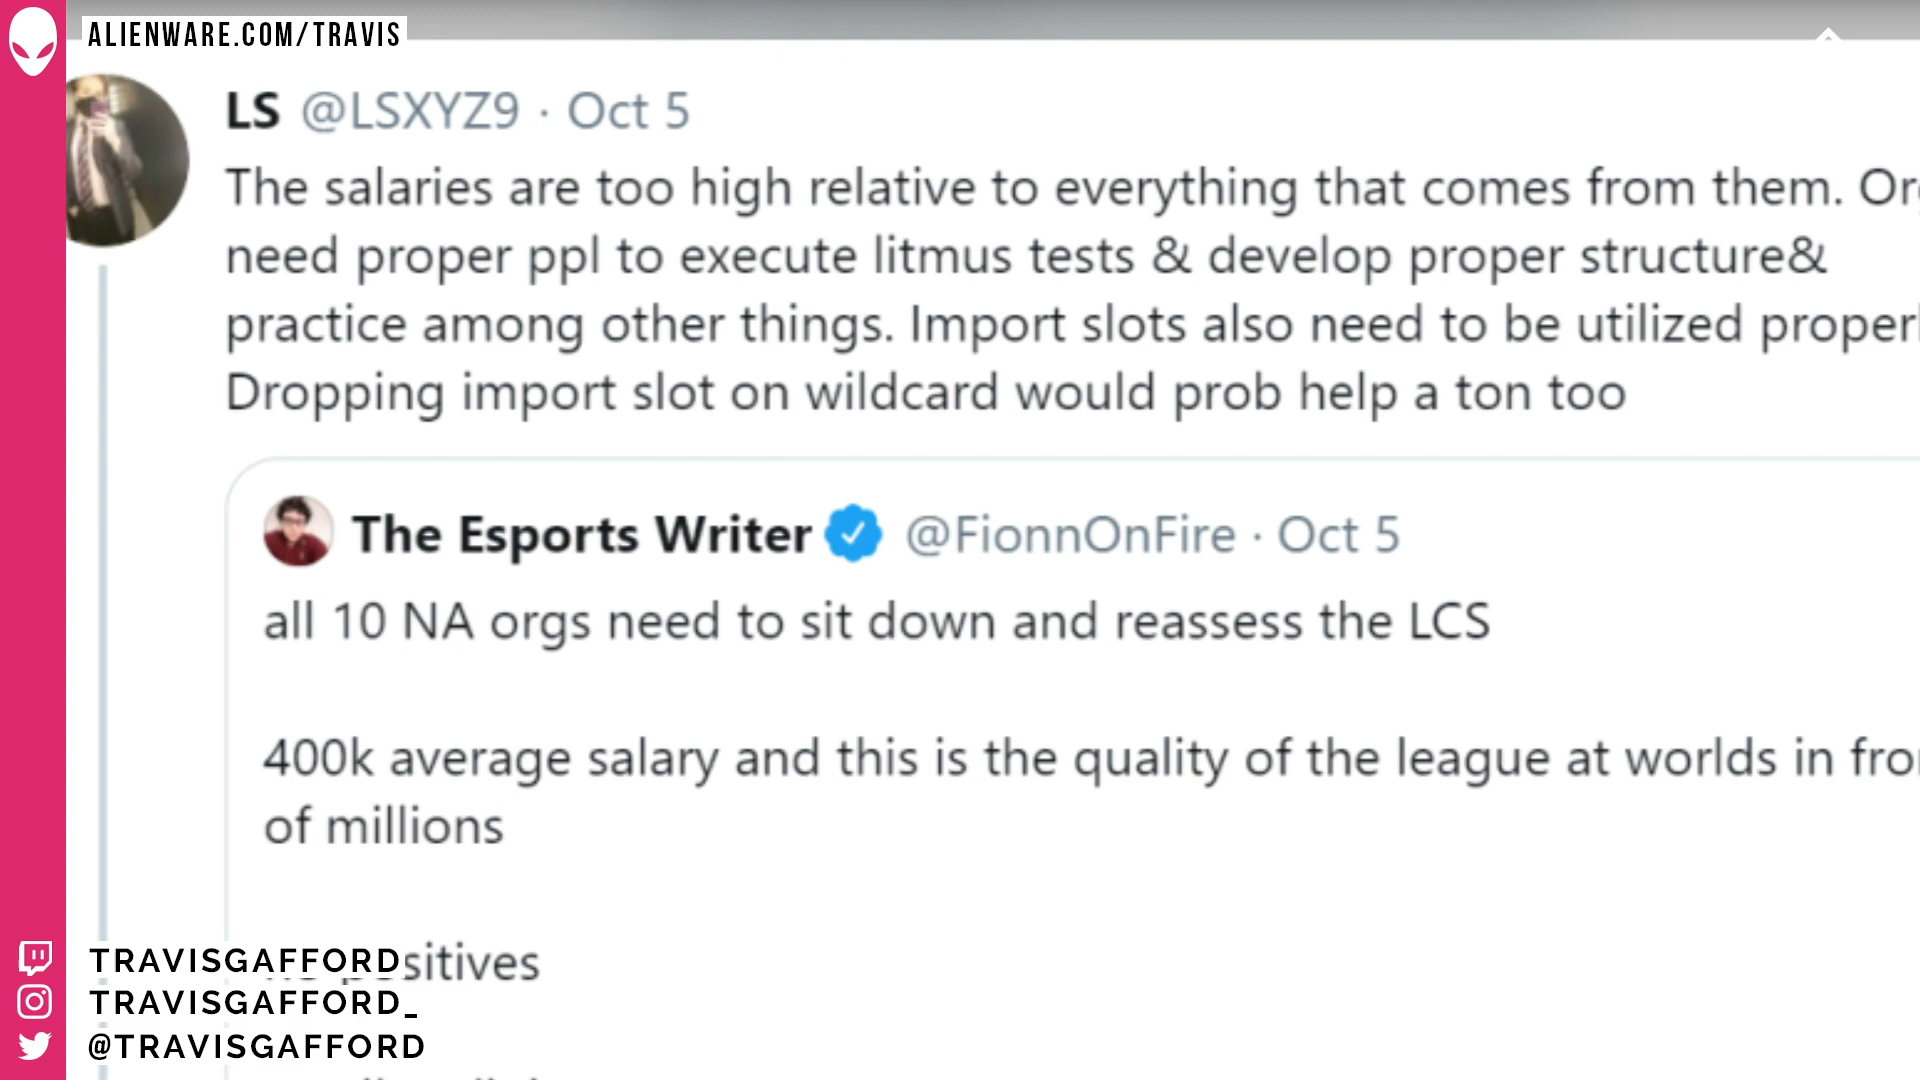 ALIENWARE.COM/TRAVIS
LS @LSXYZ9 · Oct 5
The salaries are too high relative to everything that comes from them.
need proper ppl to execute litmus tests & develop proper structure&
practice among other things. Import slots also need to be utilized
Dropping import slot on wildcard would prob help a ton too
The Esports Writer @FionnOnFire · Oct 5
all 10 NA orgs need to sit down and reassess the LCS
400k average salary and this is the quality of the league at worlds in
of millions
TRAVISGAFFORD
TRAVISGAFFORD_
@TRAVISGAFFORD